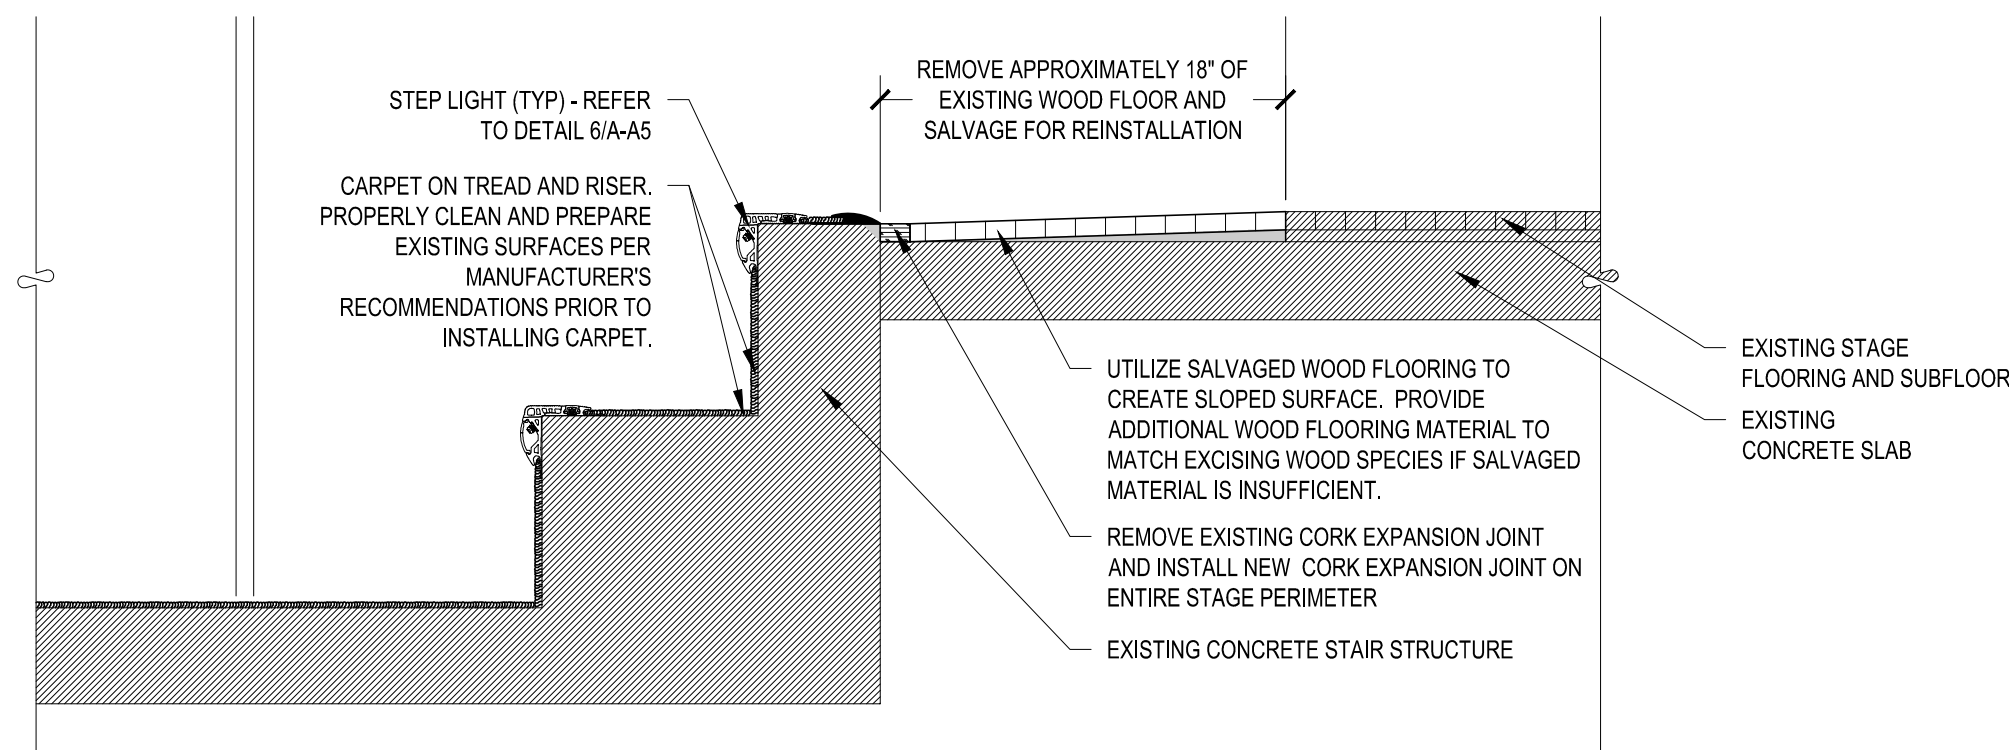 REMOVE APPROXIMATELY 18" OF
EXISTING WOOD FLOOR AND
SALVAGE FOR REINSTALLATION
STEP LIGHT (TYP) - REFER
TO DETAIL 6/A-A5
CARPET ON TREAD AND RISER.
PROPERLY CLEAN AND PREPARE
EXISTING SURFACES PER
MANUFACTURER'S
RECOMMENDATIONS PRIOR TO
INSTALLING CARPET.
EXISTING STAGE
FLOORING AND SUBFLOOR
EXISTING
CONCRETE SLAB
UTILIZE SALVAGED WOOD FLOORING TO
CREATE SLOPED SURFACE. PROVIDE
ADDITIONAL WOOD FLOORING MATERIAL TO
MATCH EXCISING WOOD SPECIES IF SALVAGED
MATERIAL IS INSUFFICIENT.
REMOVE EXISTING CORK EXPANSION JOINT
AND INSTALL NEW CORK EXPANSION JOINT ON
ENTIRE STAGE PERIMETER
EXISTING CONCRETE STAIR STRUCTURE